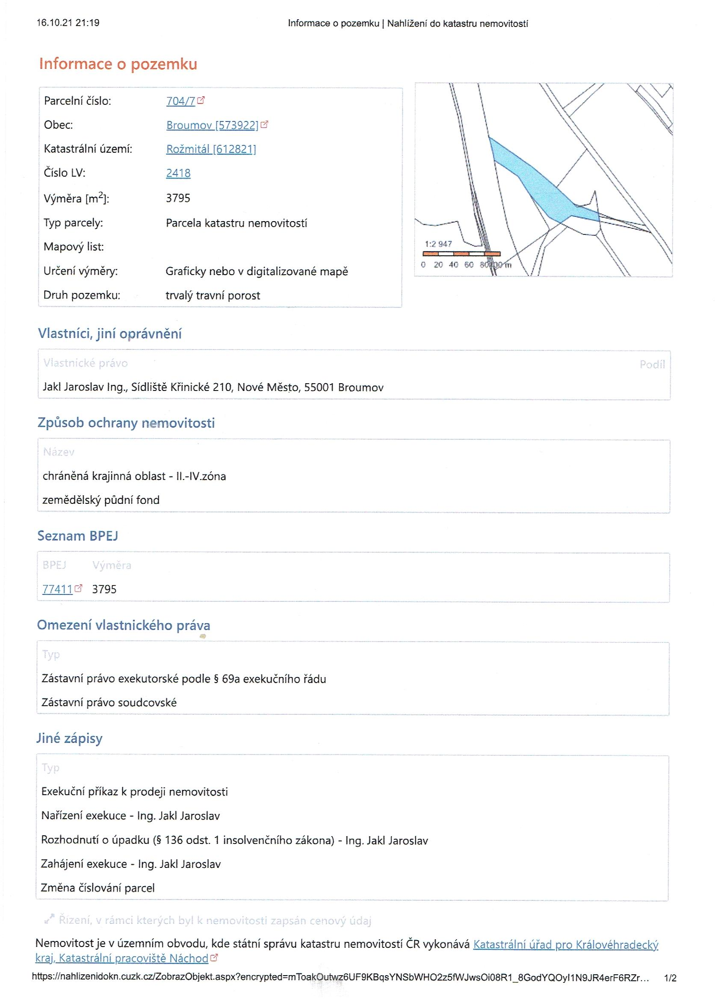 16.10.21 21:19
Informace o pozemku | Nahlížení do katastru nemovitostí
Informace o pozemku
Parcelní číslo: 704/7
Obec: Broumov [573922]
Katastrální území: Rožmitál [612821]
Číslo LV: 2418
Výměra [m2]: 3795
Typ parcely: Parcela katastru nemovitostí
Mapový list:
Určení výměry: Graficky nebo v digitalizované mapě
Druh pozemku: trvalý travní porost
1:2 947
0 20 40 60 80 100 m
Vlastníci, jiní oprávnění
Vlastnické právo Podíl
Jakl Jaroslav Ing., Sídliště Křinické 210, Nové Město, 55001 Broumov
Způsob ochrany nemovitosti
Název
chráněná krajinná oblast - II.-IV.zóna
zemědělský půdní fond
Seznam BPEJ
BPEJ Výměra
77411 3795
Omezení vlastnického práva
Typ
Zástavní právo exekutorské podle § 69a exekučního řádu
Zástavní právo soudcovské
Jiné zápisy
Typ
Exekuční příkaz k prodeji nemovitosti
Nařízení exekuce - Ing. Jakl Jaroslav
Rozhodnutí o úpadku (§ 136 odst. 1 insolvenčního zákona) - Ing. Jakl Jaroslav
Zahájení exekuce - Ing. Jakl Jaroslav
Změna číslování parcel
Řízení, v rámci kterých byl k nemovitosti zapsán cenový údaj
Nemovitost je v územním obvodu, kde státní správu katastru nemovitostí ČR vykonává Katastrální úřad pro Královéhradecký
kraj, Katastrální pracoviště Náchod
https://nahlizenidokn.cuzk.cz/ZobrazObjekt.aspx?encrypted=mToakOutwz6UF9KBqsYNSbWHO2z5fWJwsOi08R1_8GodYQOyI1N9JR4erF6RZr... 1/2